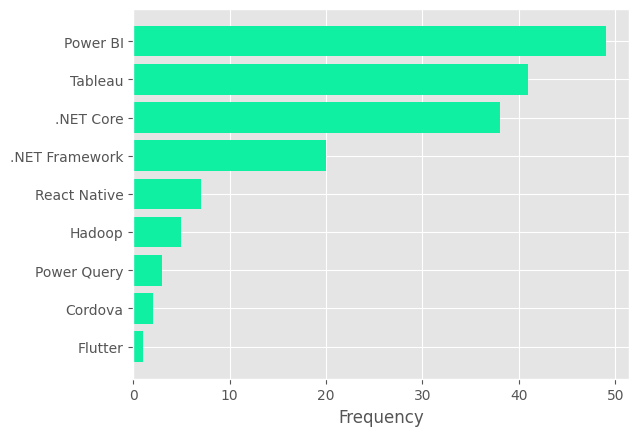 Power BI
Tableau
.NET Core
.NET Framework
React Native
Hadoop
Power Query
Cordova
Flutter
0 10 20 30 40 50
Frequency